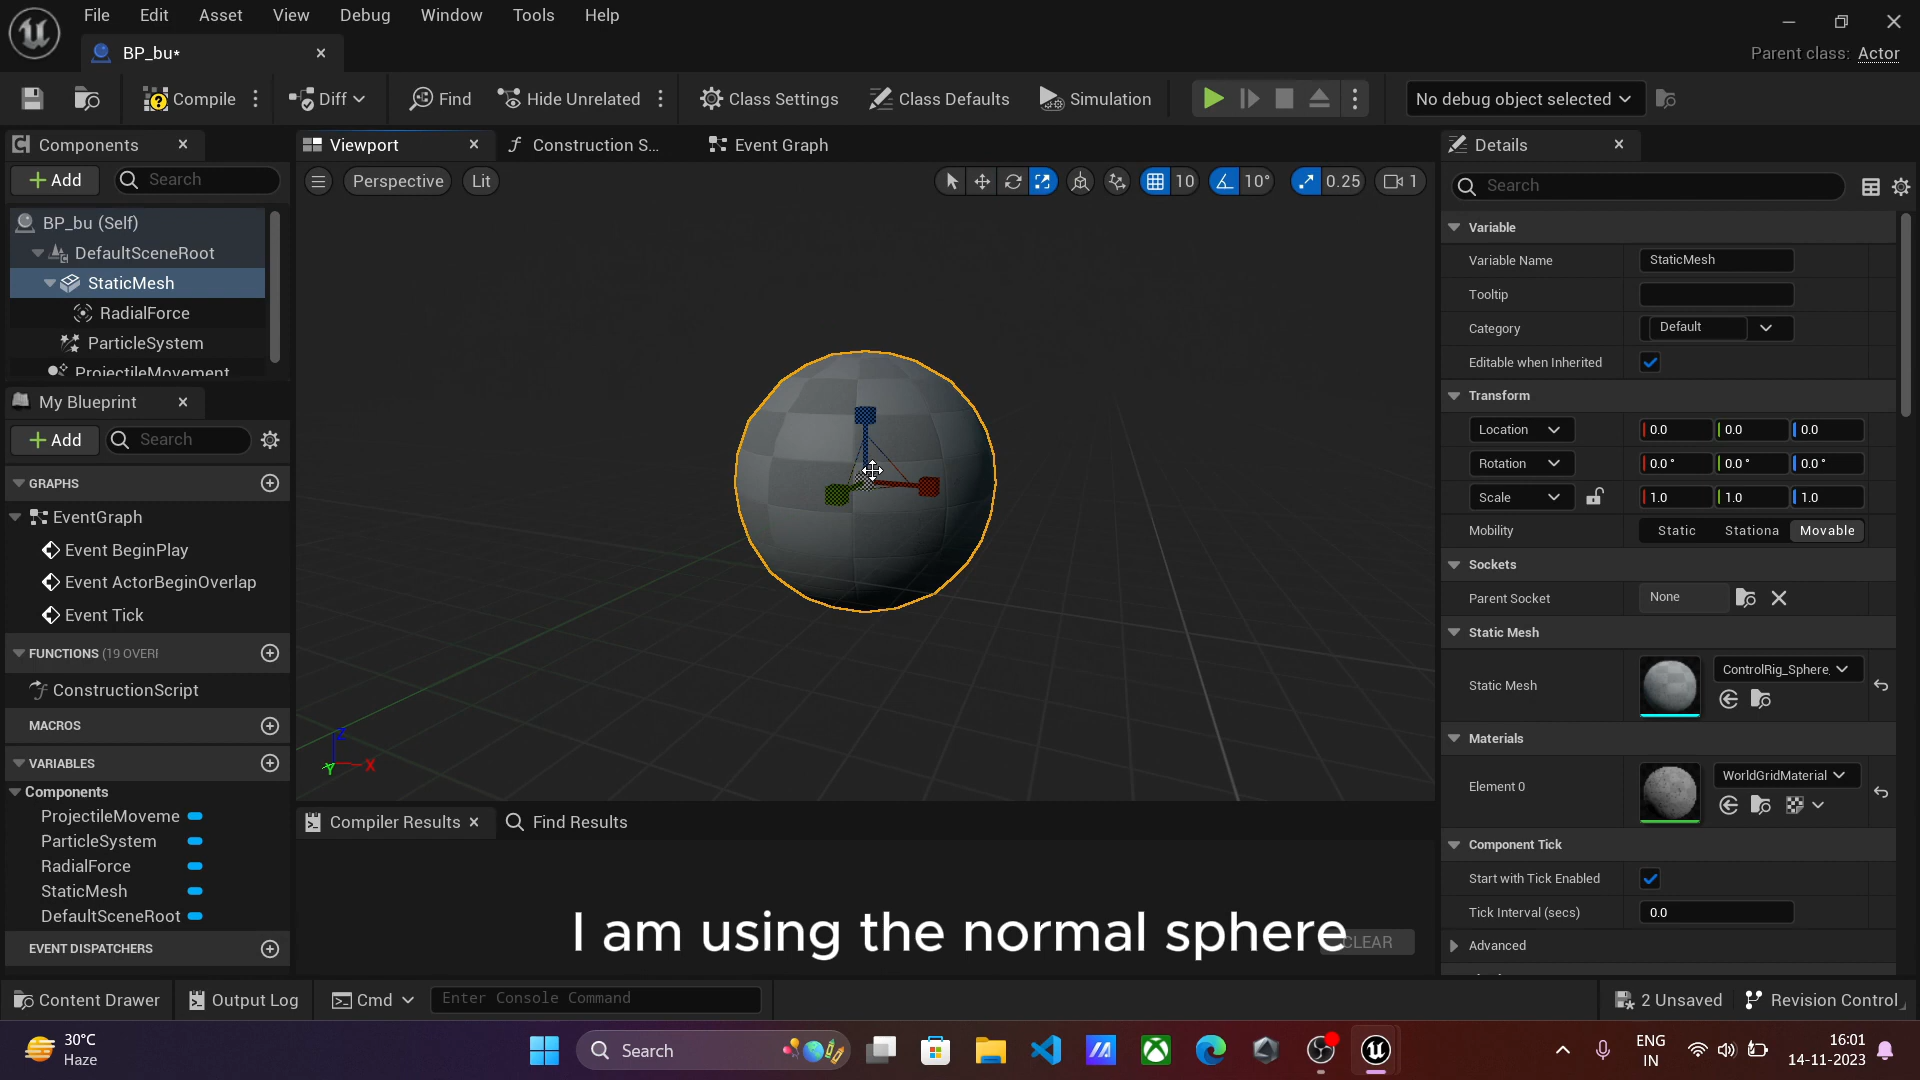 File Edit Asset View Debug Window Tools Help
BP_bu*
Parent class: Actor
Compile Diff Find Hide Unrelated Class Settings Class Defaults Simulation No debug object selected
Components
Add Search
BP_bu (Self)
DefaultSceneRoot
StaticMesh
RadialForce
ParticleSystem
ProjectileMovement
My Blueprint
Add Search
GRAPHS
EventGraph
Event BeginPlay
Event ActorBeginOverlap
Event Tick
FUNCTIONS (19 OVERI
ConstructionScript
MACROS
VARIABLES
Components
ProjectileMoveme
ParticleSystem
RadialForce
StaticMesh
DefaultSceneRoot
EVENT DISPATCHERS
Viewport Construction S... Event Graph
Perspective Lit 10 10° 0.25 1
Z
Y X
Compiler Results Find Results
I am using the normal sphere
CLEAR
Details
Search
Variable
Variable Name StaticMesh
Tooltip
Category Default
Editable when Inherited
Transform
Location 0.0 0.0 0.0
Rotation 0.0 ° 0.0 ° 0.0 °
Scale 1.0 1.0 1.0
Mobility Static Stationa Movable
Sockets
Parent Socket None
Static Mesh
Static Mesh ControlRig_Sphere
Materials
Element 0 WorldGridMaterial
Component Tick
Start with Tick Enabled
Tick Interval (secs) 0.0
Advanced
Content Drawer Output Log Cmd Enter Console Command 2 Unsaved Revision Control
30°C
Haze
Search
ENG
IN
16:01
14-11-2023